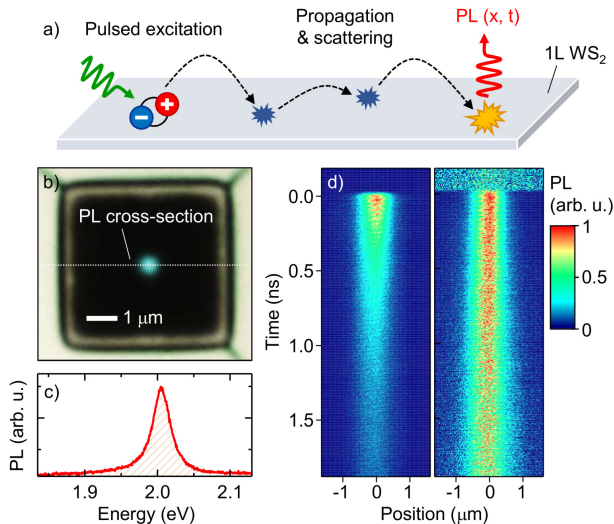 a)
Pulsed excitation
Propagation
& scattering
PL (x, t)
1L WS₂
− +
b)
PL cross-section
1 μm
c)
PL (arb. u.)
1.9 2.0 2.1
Energy (eV)
d)
Time (ns)
0.0
0.5
1.0
1.5
-1 0 1 -1 0 1
Position (μm)
PL
(arb. u.)
1
0